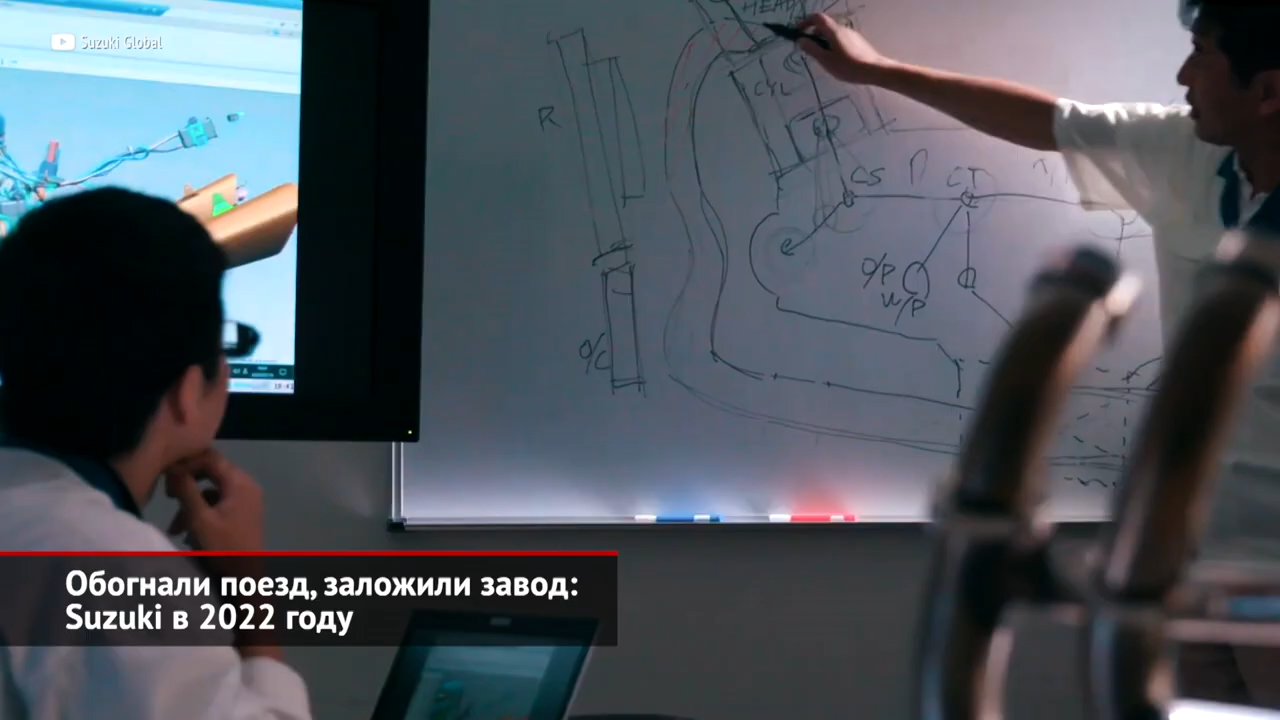 Suzuki Global
HEAD
R
CYL
CS
CT
O/P
W/P
O/C
Обогнали поезд, заложили завод:
Suzuki в 2022 году